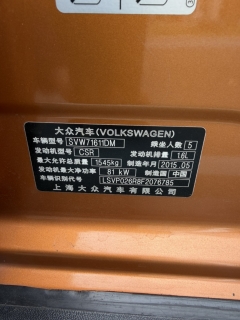 大众汽车(VOLKSWAGEN)
车辆型号 SVW71611DM 乘坐人数 5
发动机型号 CSR 发动机排量 1.6L
最大允许总质量 1545kg 制造年月 2015.05
发动机最大净功率 81 kW 制造国 中国
车辆识别代号 LSVPO26R8F2076785
上海大众汽车有限公司